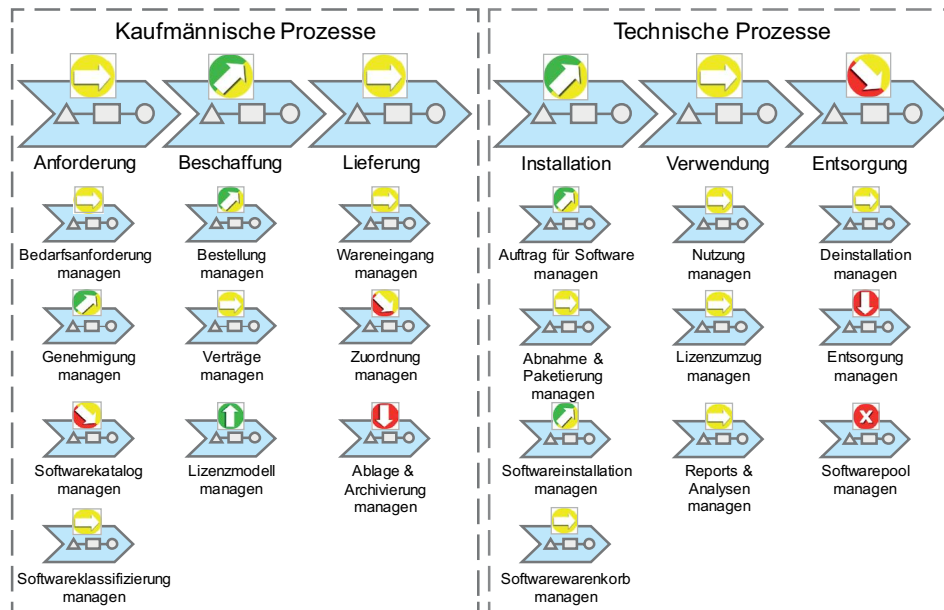 Kaufmännische Prozesse
Anforderung
Beschaffung
Lieferung
Bedarfsanforderung
managen
Bestellung
managen
Wareneingang
managen
Genehmigung
managen
Verträge
managen
Zuordnung
managen
Softwarekatalog
managen
Lizenzmodell
managen
Ablage &
Archivierung
managen
Softwareklassifizierung
managen
Technische Prozesse
Installation
Verwendung
Entsorgung
Auftrag für Software
managen
Nutzung
managen
Deinstallation
managen
Abnahme &
Paketierung
managen
Lizenzumzug
managen
Entsorgung
managen
Softwareinstallation
managen
Reports &
Analysen
managen
x
Softwarepool
managen
Softwarewarenkorb
managen